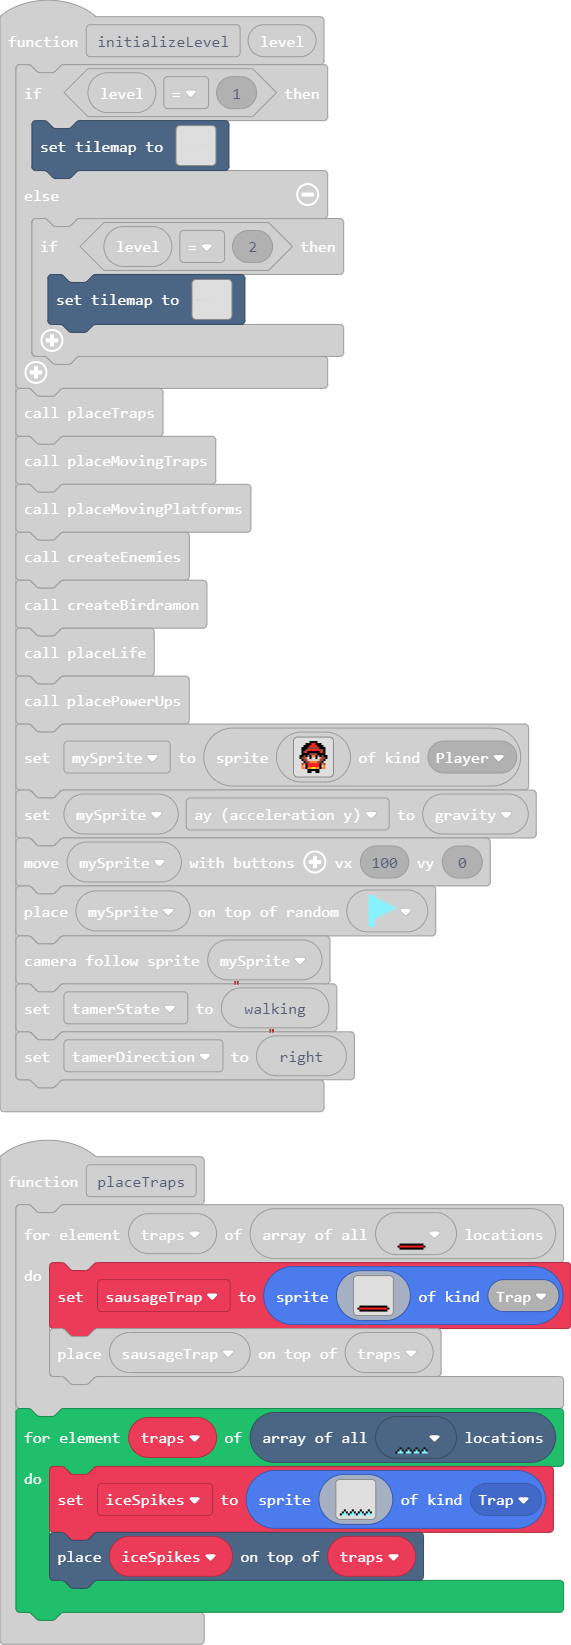 function initializeLevel level
if level = 1 then
set tilemap to
else
if level = 2 then
set tilemap to
call placeTraps
call placeMovingTraps
call placeMovingPlatforms
call createEnemies
call createBirdramon
call placeLife
call placePowerUps
set mySprite to sprite of kind Player
set mySprite ay (acceleration y) to gravity
move mySprite with buttons vx 100 vy 0
place mySprite on top of random
camera follow sprite mySprite
set tamerState to "walking
set tamerDirection to "right
function placeTraps
for element traps of array of all locations
do
set sausageTrap to sprite of kind Trap
place sausageTrap on top of traps
for element traps of array of all locations
do
set iceSpikes to sprite of kind Trap
place iceSpikes on top of traps